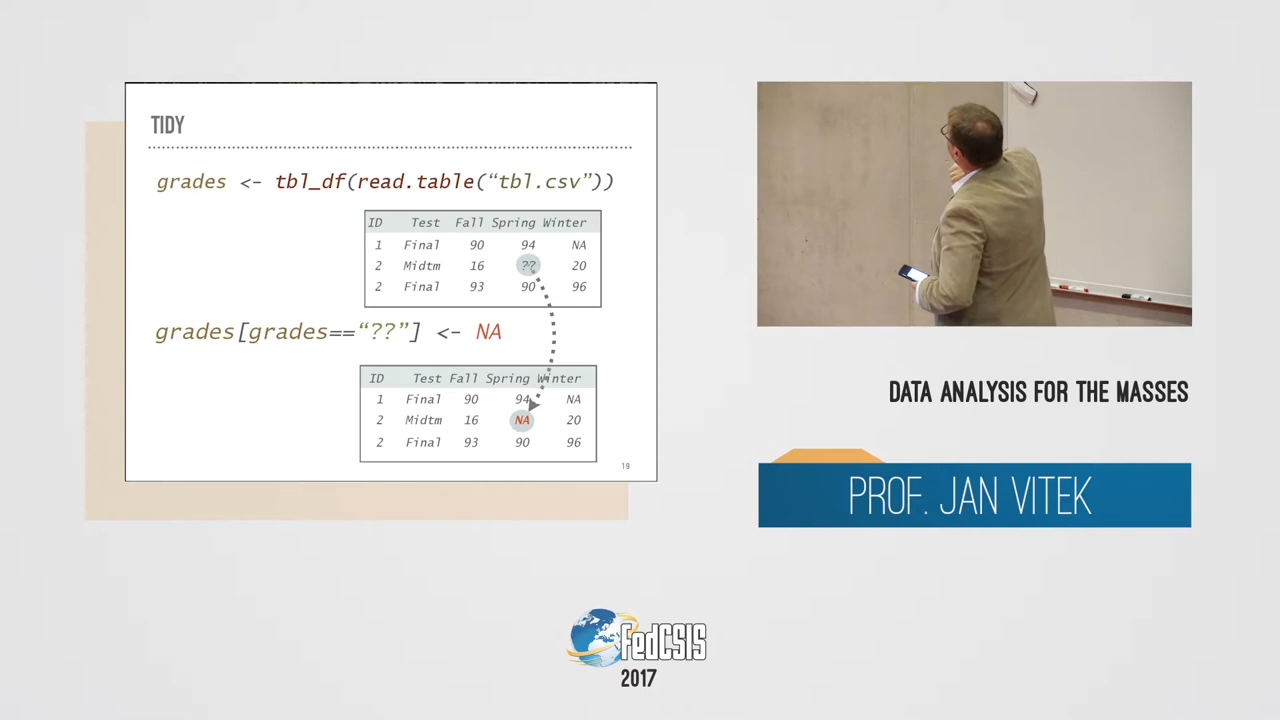 TIDY
grades <- tbl_df(read.table(“tbl.csv”))
ID Test Fall Spring Winter
1 Final 90 94 NA
2 Midtm 16 ?? 20
2 Final 93 90 96
grades[grades==“??”] <- NA
ID Test Fall Spring Winter
1 Final 90 94 NA
2 Midtm 16 NA 20
2 Final 93 90 96
19
DATA ANALYSIS FOR THE MASSES
PROF. JAN VITEK
FedCSIS
2017